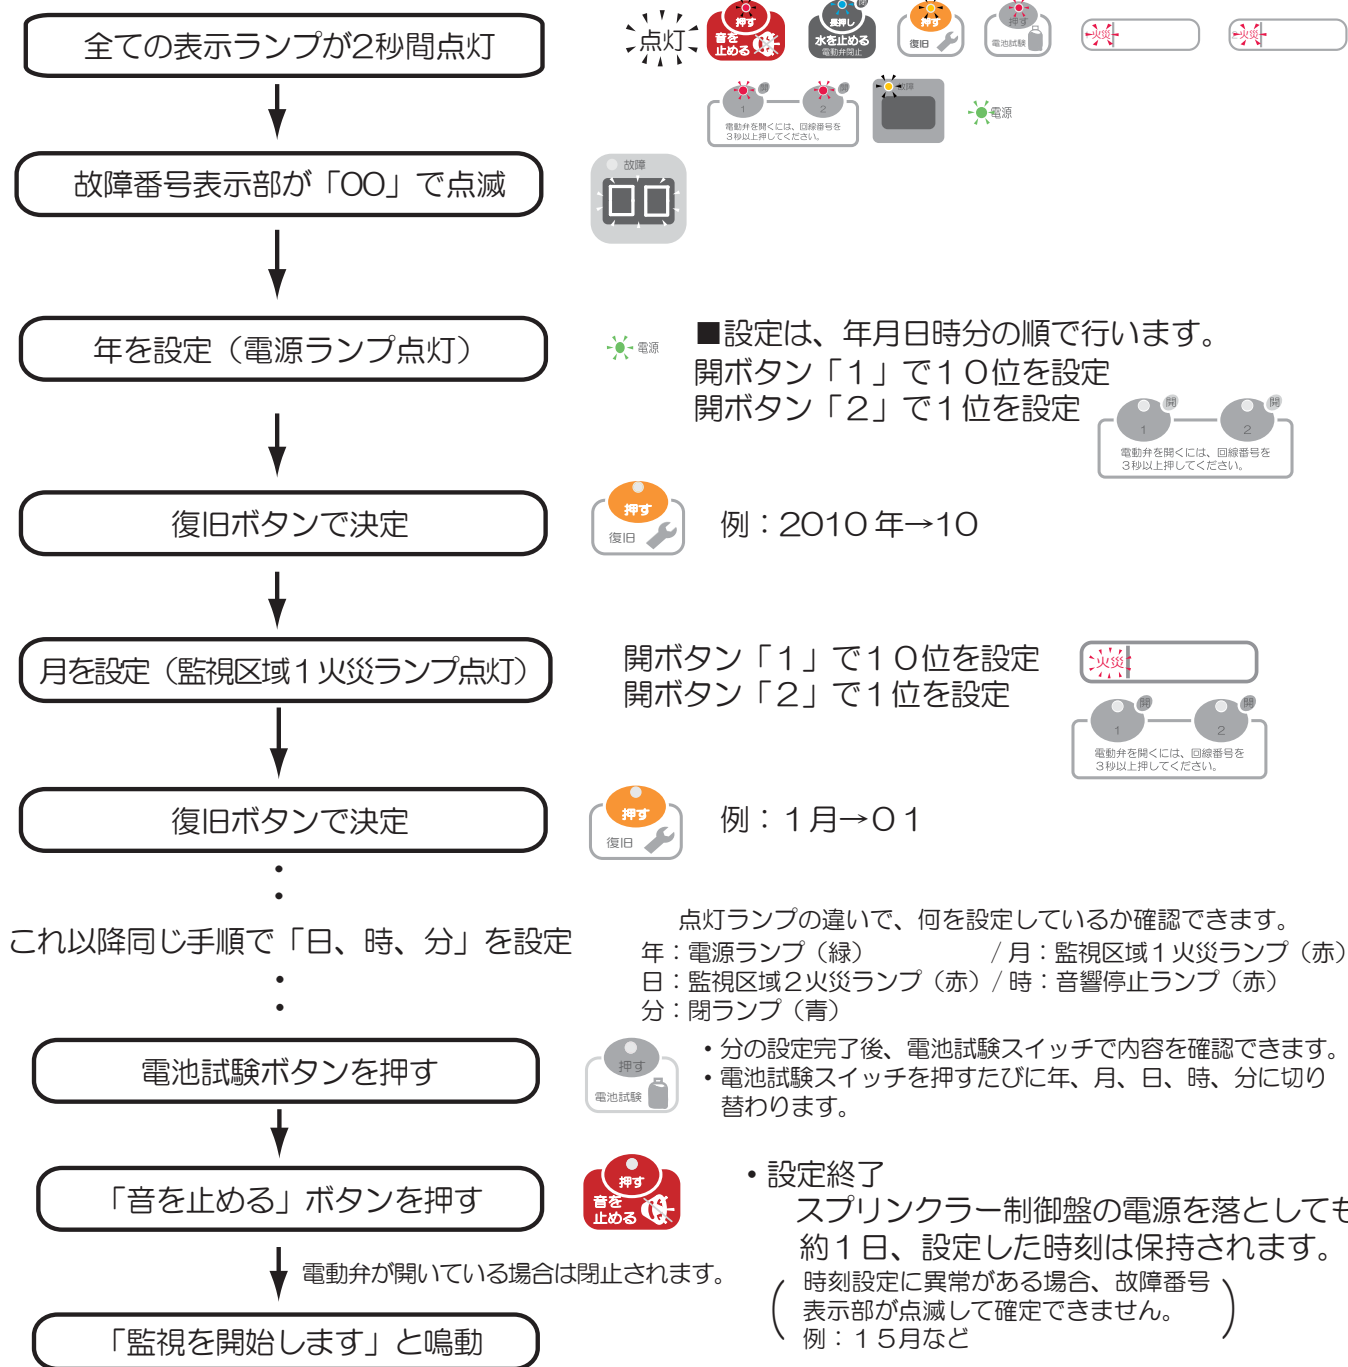 全ての表示ランプが2秒間点灯
点灯
押す
音を
止める
長押し
水を止める
電動弁閉止
閉
押す
復旧
押す
電池試験
火災
火災
開
開
1
2
電動弁を開くには、回線番号を
3秒以上押してください。
故障
電源
故障番号表示部が「00」で点滅
故障
00
年を設定（電源ランプ点灯）
電源
■設定は、年月日時分の順で行います。
開ボタン「１」で１０位を設定
開ボタン「２」で１位を設定
開
開
1
2
電動弁を開くには、回線番号を
3秒以上押してください。
復旧ボタンで決定
押す
復旧
例：2010年→10
月を設定（監視区域１火災ランプ点灯）
開ボタン「１」で１０位を設定
開ボタン「２」で１位を設定
火災
開
開
1
2
電動弁を開くには、回線番号を
3秒以上押してください。
復旧ボタンで決定
押す
復旧
例：１月→０１
・
・
これ以降同じ手順で「日、時、分」を設定
・
・
点灯ランプの違いで、何を設定しているか確認できます。
年：電源ランプ（緑） / 月：監視区域１火災ランプ（赤）
日：監視区域２火災ランプ（赤）/ 時：音響停止ランプ（赤）
分：閉ランプ（青）
電池試験ボタンを押す
押す
電池試験
・分の設定完了後、電池試験スイッチで内容を確認できます。
・電池試験スイッチを押すたびに年、月、日、時、分に切り
替わります。
「音を止める」ボタンを押す
押す
音を
止める
・設定終了
スプリンクラー制御盤の電源を落としても
約１日、設定した時刻は保持されます。
電動弁が開いている場合は閉止されます。
（時刻設定に異常がある場合、故障番号
表示部が点滅して確定できません。
例：１５月など）
「監視を開始します」と鳴動